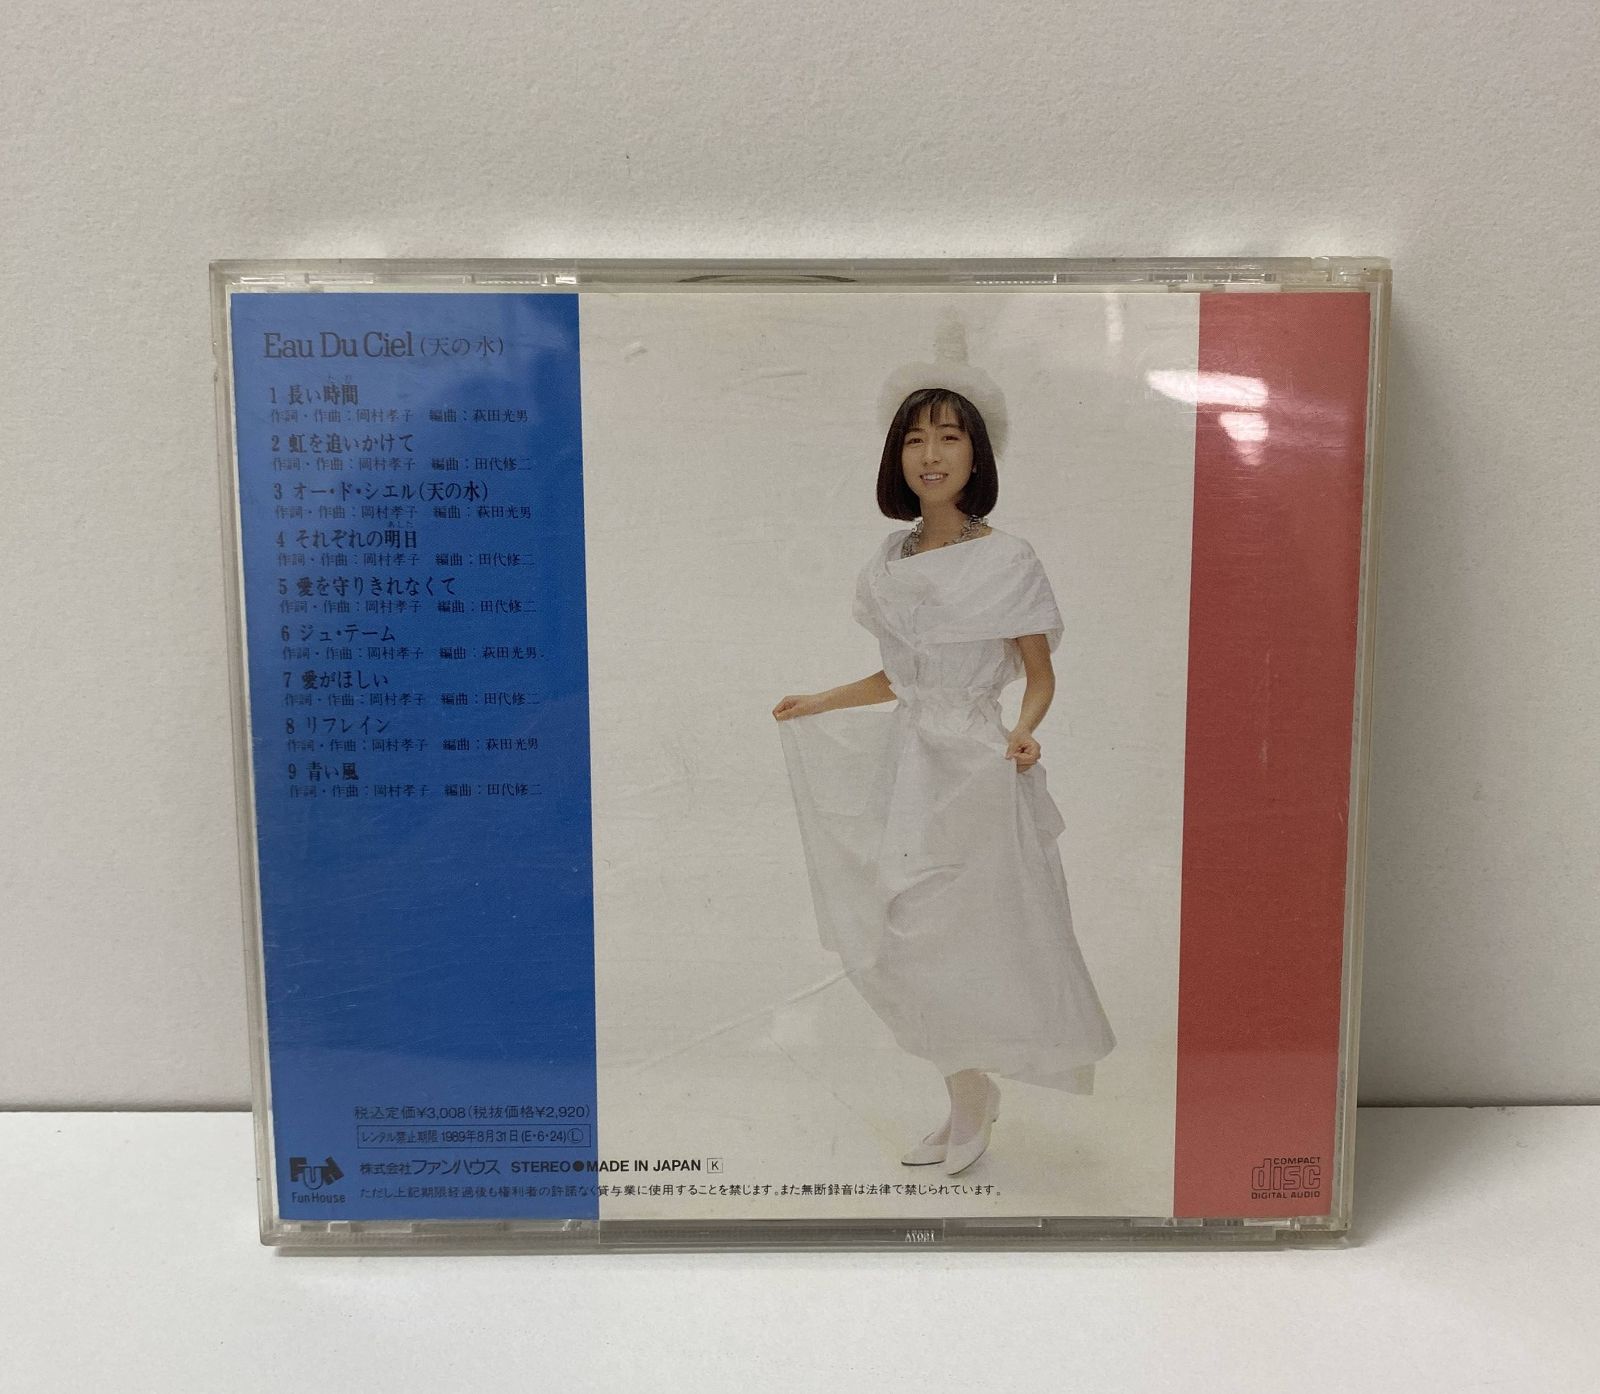 Eau Du Ciel (天の水)
1 長い時間
作詞・作曲：岡村孝子 編曲：萩田光男
2 虹を追いかけて
作詞・作曲：岡村孝子 編曲：田代修二
3 オー・ド・シエル(天の水)
作詞・作曲：岡村孝子 編曲：萩田光男
あした
4 それぞれの明日
作詞・作曲：岡村孝子 編曲：田代修二
5 愛を守りきれなくて
作詞・作曲：岡村孝子 編曲：田代修二
6 ジュ・テーム
作詞・作曲：岡村孝子 編曲：萩田光男
7 愛がほしい
作詞・作曲：岡村孝子 編曲：田代修二
8 リフレイン
作詞・作曲：岡村孝子 編曲：萩田光男
9 青い風
作詞・作曲：岡村孝子 編曲：田代修二
税込定価¥3,008(税抜価格¥2,920)
レンタル禁止期限 1989年8月31日(E・6・24)Ⓛ
FUN
Fun House
株式会社ファンハウス STEREO●MADE IN JAPAN K
ただし上記期限経過後も権利者の許諾なく貸与業に使用することを禁じます。また無断録音は法律で禁じられています。
COMPACT
disc
DIGITAL AUDIO